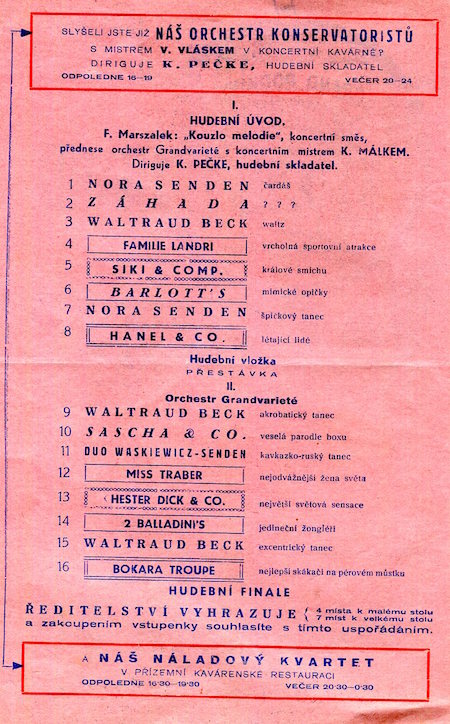 SLYŠELI JSTE JIŽ NÁŠ ORCHESTR KONSERVATORISTŮ
S MISTREM V. VLÁSKEM V KONCERTNÍ KAVÁRNĚ?
DIRIGUJE K. PEČKE, HUDEBNÍ SKLADATEL
ODPOLEDNE 16–19 VEČER 20–24
I.
HUDEBNÍ ÚVOD.
F. Marszalek: „Kouzlo melodie", koncertní směs,
přednese orchestr Grandvarieté s koncertním mistrem K. MÁLKEM.
Diriguje K. PEČKE, hudební skladatel.
1 NORA SENDEN čardáš
2 ZÁHADA ? ? ?
3 WALTRAUD BECK waltz
4 FAMILIE LANDRI vrcholná sportovní atrakce
5 SIKI & COMP. králové smíchu
6 BARLOTT'S mimické opičky
7 NORA SENDEN špičkový tanec
8 HANEL & CO. létající lidé
Hudební vložka
PŘESTÁVKA
II.
Orchestr Grandvarieté
9 WALTRAUD BECK akrobatický tanec
10 SASCHA & CO. veselá parodie boxu
11 DUO WASKIEWICZ-SENDEN kavkazko-ruský tanec
12 MISS TRABER nejodvážnější žena světa
13 HESTER DICK & CO. největší světová sensace
14 2 BALLADINI'S jedineční žongléři
15 WALTRAUD BECK excentrický tanec
16 BOKARA TROUPE nejlepší skákači na pérovém můstku
HUDEBNÍ FINALE
ŘEDITELSTVÍ VYHRAZUJE ( 4 místa k malému stolu
( 7 míst k velkému stolu
a zakoupením vstupenky souhlasíte s tímto uspořádáním.
A NÁŠ NÁLADOVÝ KVARTET
V PŘÍZEMNÍ KAVÁRENSKÉ RESTAURACI
ODPOLEDNE 16·30–19·30 VEČER 20·30–0·30